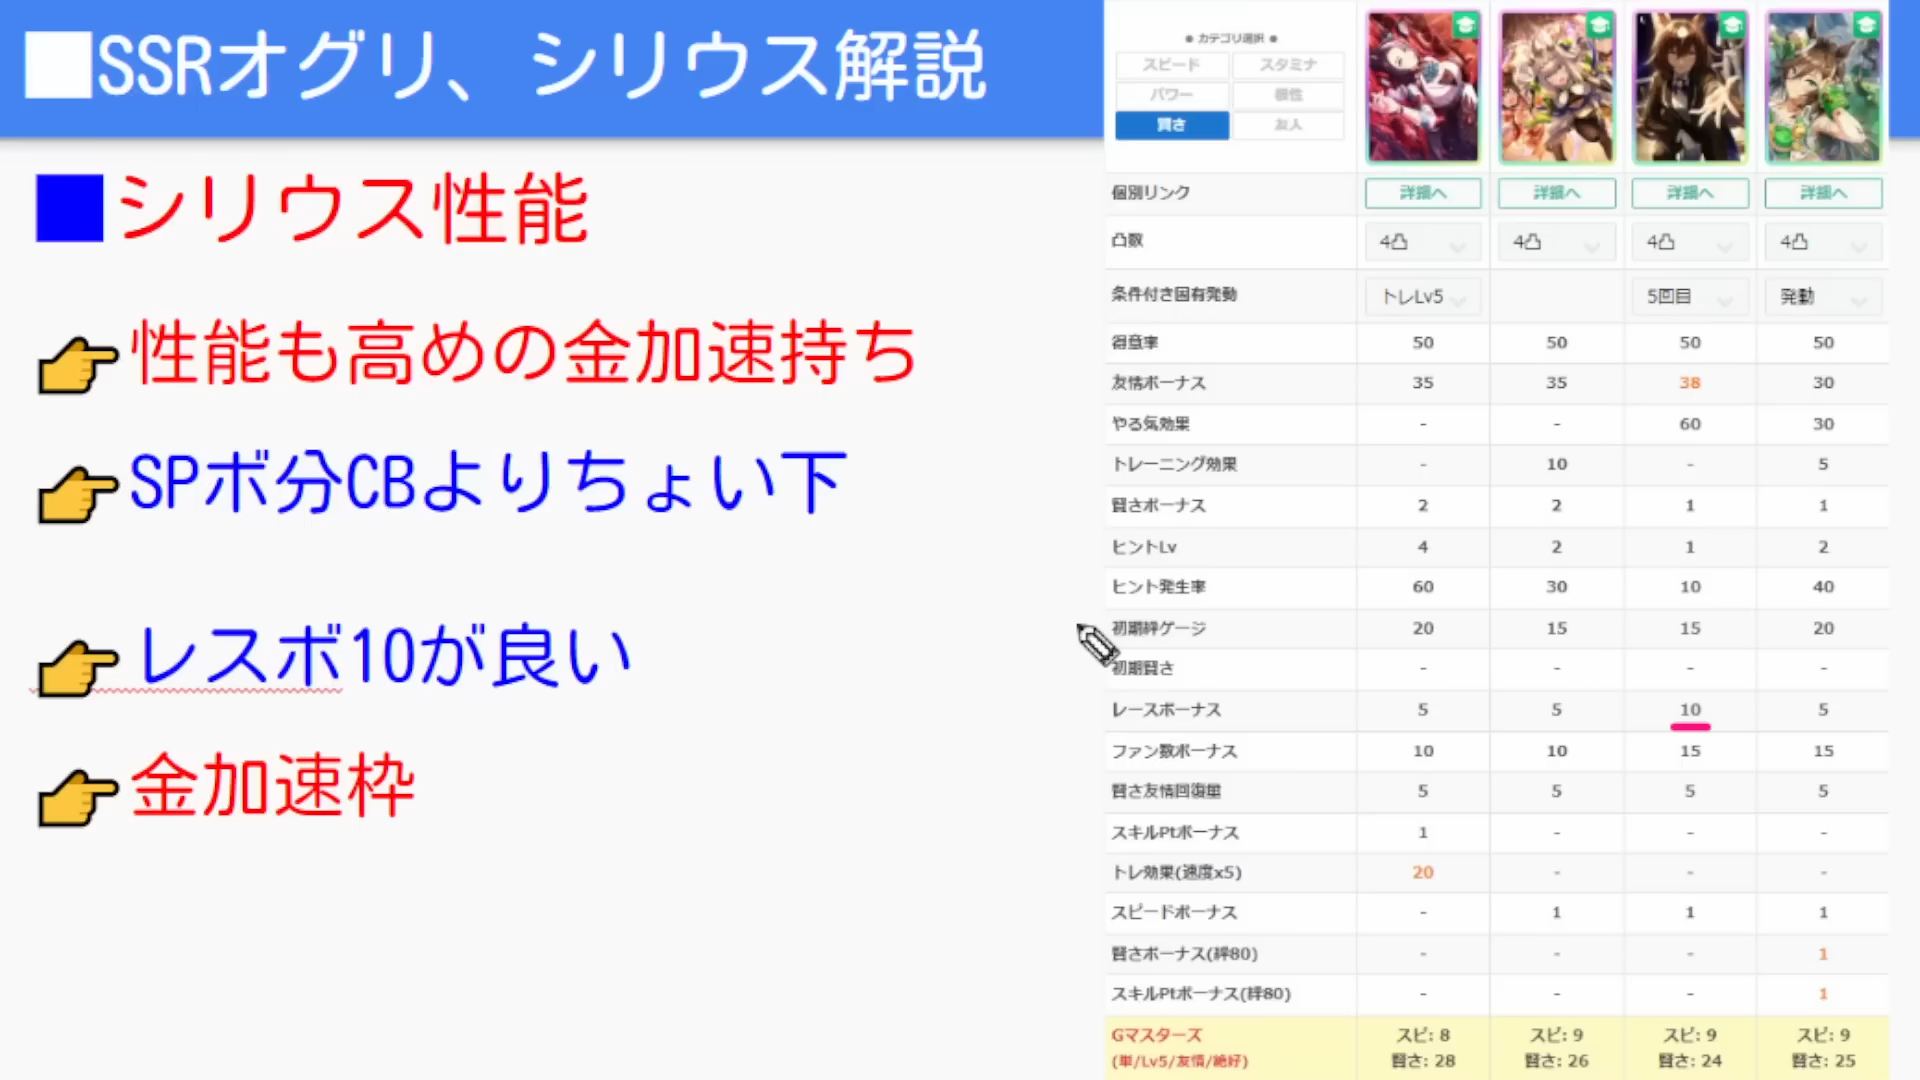 ■SSRオグリ、シリウス解説
■シリウス性能
性能も高めの金加速持ち
SPボ分CBよりちょい下
レスボ10が良い
金加速枠
● カテゴリ選択 ●
スピード スタミナ
パワー 根性
賢さ 友人
個別リンク 詳細へ 詳細へ 詳細へ 詳細へ
凸数 4凸 4凸 4凸 4凸
条件付き固有発動 トレLv5 5回目 発動
得意率 50 50 50 50
友情ボーナス 35 35 38 30
やる気効果 - - 60 30
トレーニング効果 - 10 - 5
賢さボーナス 2 2 1 1
ヒントLv 4 2 1 2
ヒント発生率 60 30 10 40
初期絆ゲージ 20 15 15 20
初期賢さ - - - -
レースボーナス 5 5 10 5
ファン数ボーナス 10 10 15 15
賢さ友情回復量 5 5 5 5
スキルPtボーナス 1 - - -
トレ効果(速度x5) 20 - - -
スピードボーナス - 1 1 1
賢さボーナス(絆80) - - - 1
スキルPtボーナス(絆80) - - - 1
Gマスターズ スピ: 8 スピ: 9 スピ: 9 スピ: 9
(単/Lv5/友情/絶好) 賢さ: 28 賢さ: 26 賢さ: 24 賢さ: 25